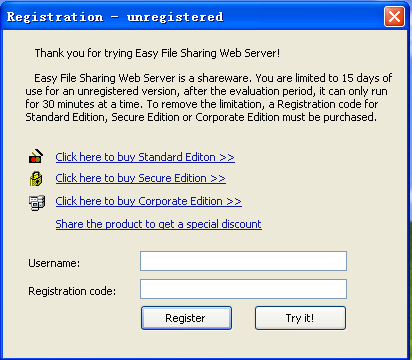 Registration - unregistered
Thank you for trying Easy File Sharing Web Server!
Easy File Sharing Web Server is a shareware. You are limited to 15 days of
use for an unregistered version, after the evaluation period, it can only run
for 30 minutes at a time. To remove the limitation, a Registration code for
Standard Edition, Secure Edition or Corporate Edition must be purchased.
Click here to buy Standard Editon >>
Click here to buy Secure Edition >>
Click here to buy Corporate Edition >>
Share the product to get a special discount
Username:
Registration code:
Register
Try it!